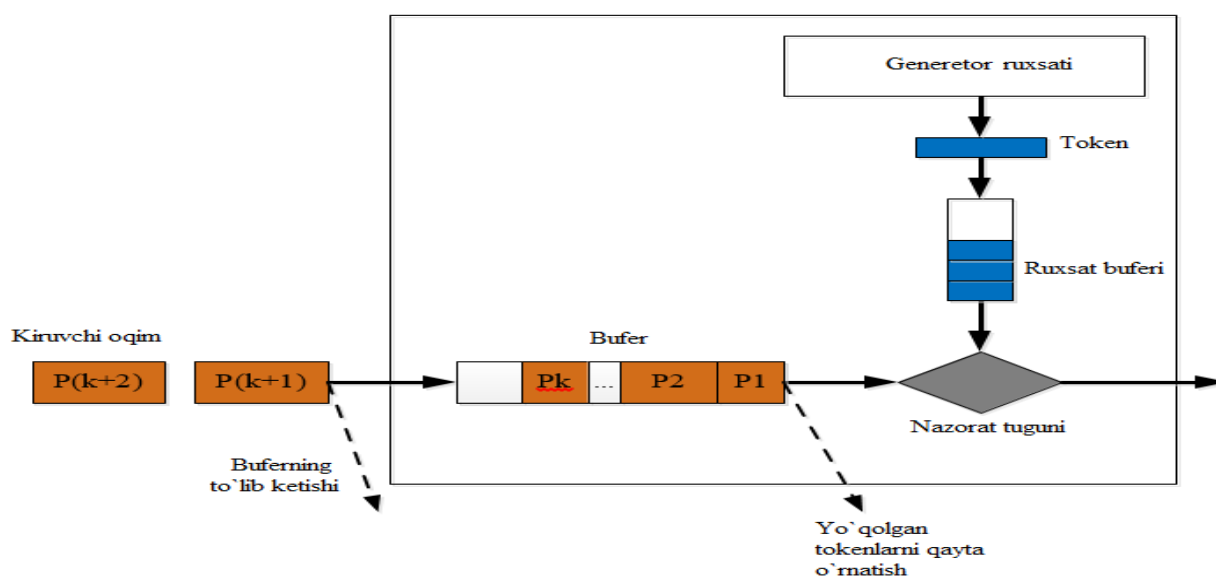 Generetor ruxsati
Token
Ruxsat buferi
Kiruvchi oqim
Bufer
P(k+2)
P(k+1)
Pk
...
P2
P1
Nazorat tuguni
Buferning
to`lib ketishi
Yo`qolgan
tokenlarni qayta
o`rnatish